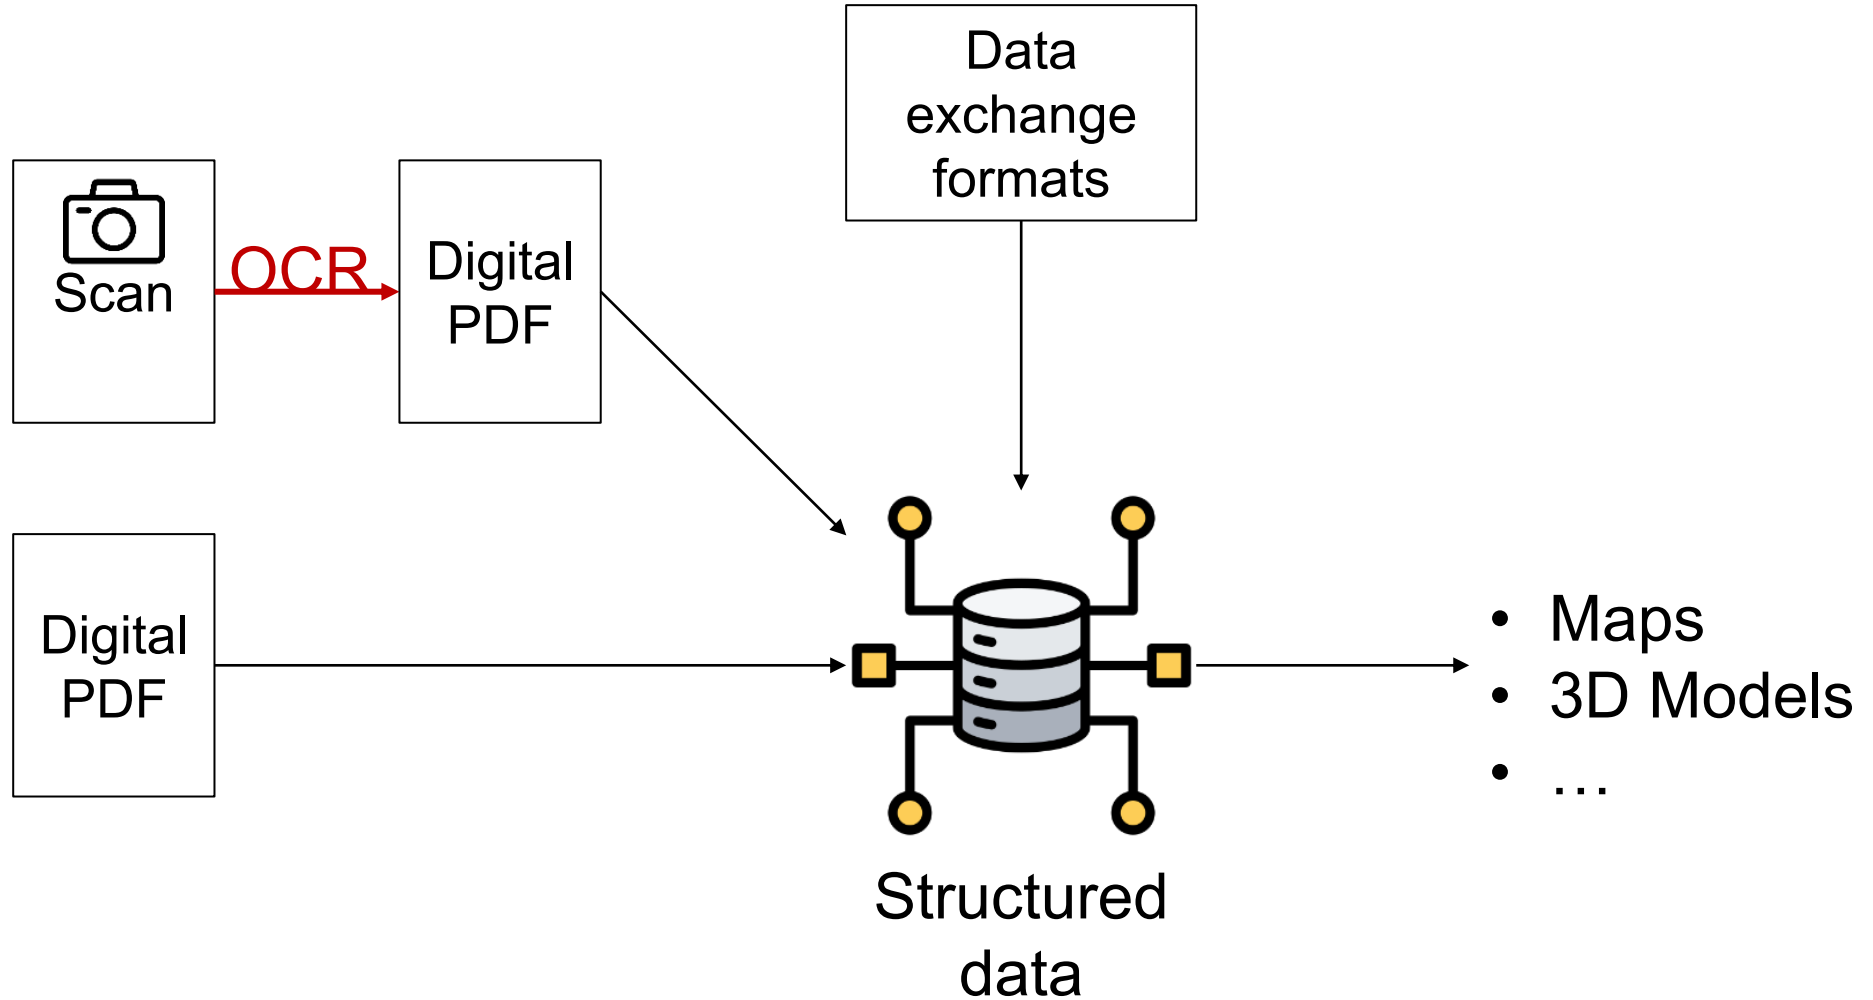 Data
exchange
formats
Scan
OCR
Digital
PDF
Digital
PDF
Structured
data
• Maps
• 3D Models
• …